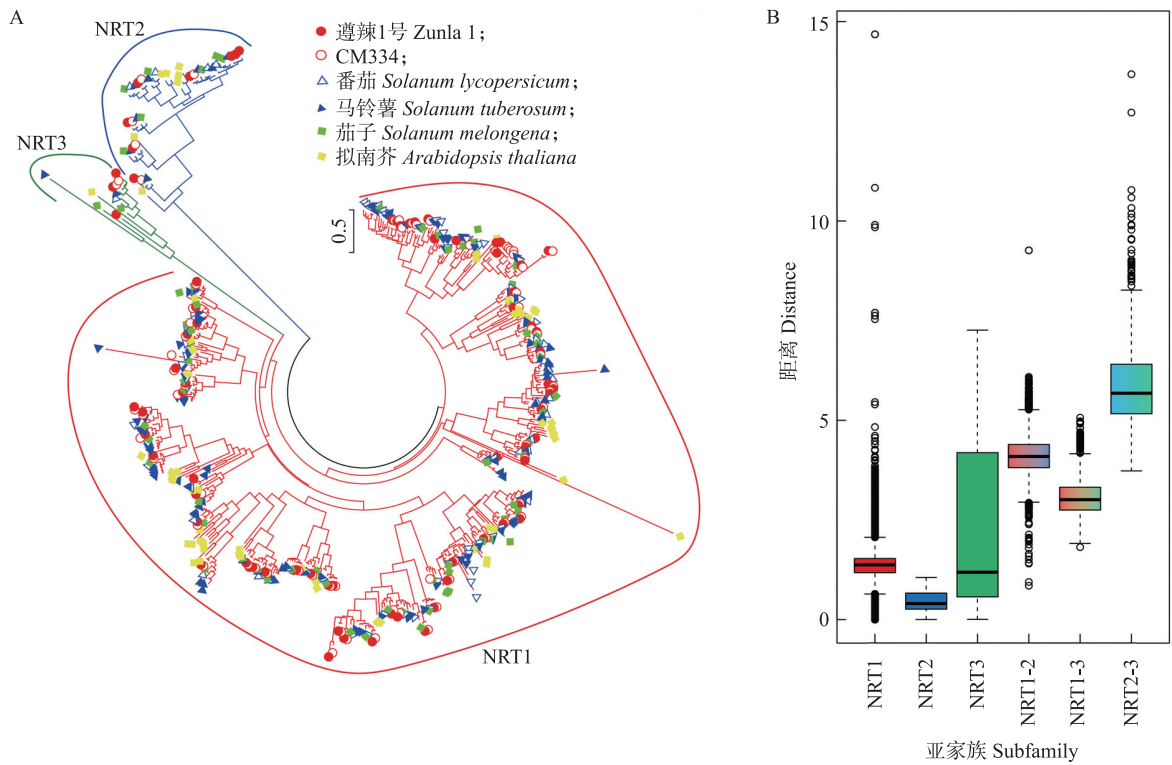 A
NRT2
NRT3
遵辣1号 Zunla 1；
CM334；
番茄 Solanum lycopersicum；
马铃薯 Solanum tuberosum；
茄子 Solanum melongena；
拟南芥 Arabidopsis thaliana
0.5
NRT1
B
15
10
5
0
距离 Distance
NRT1
NRT2
NRT3
NRT1-2
NRT1-3
NRT2-3
亚家族 Subfamily